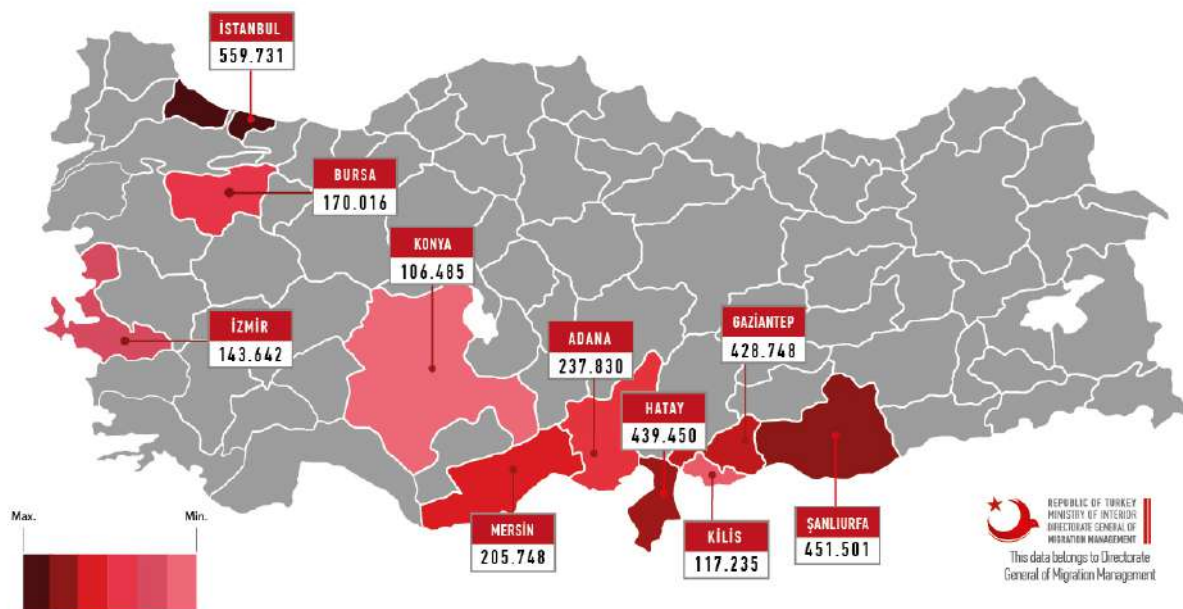 İSTANBUL
559.731
BURSA
170.016
KONYA
106.485
İZMİR
143.642
ADANA
237.830
GAZİANTEP
428.748
HATAY
439.450
MERSİN
205.748
KİLİS
117.235
ŞANLIURFA
451.501
Max.
Min.
REPUBLIC OF TURKEY
MINISTRY OF INTERIOR
DIRECTORATE GENERAL OF
MIGRATION MANAGEMENT
This data belongs to Directorate
General of Migration Management